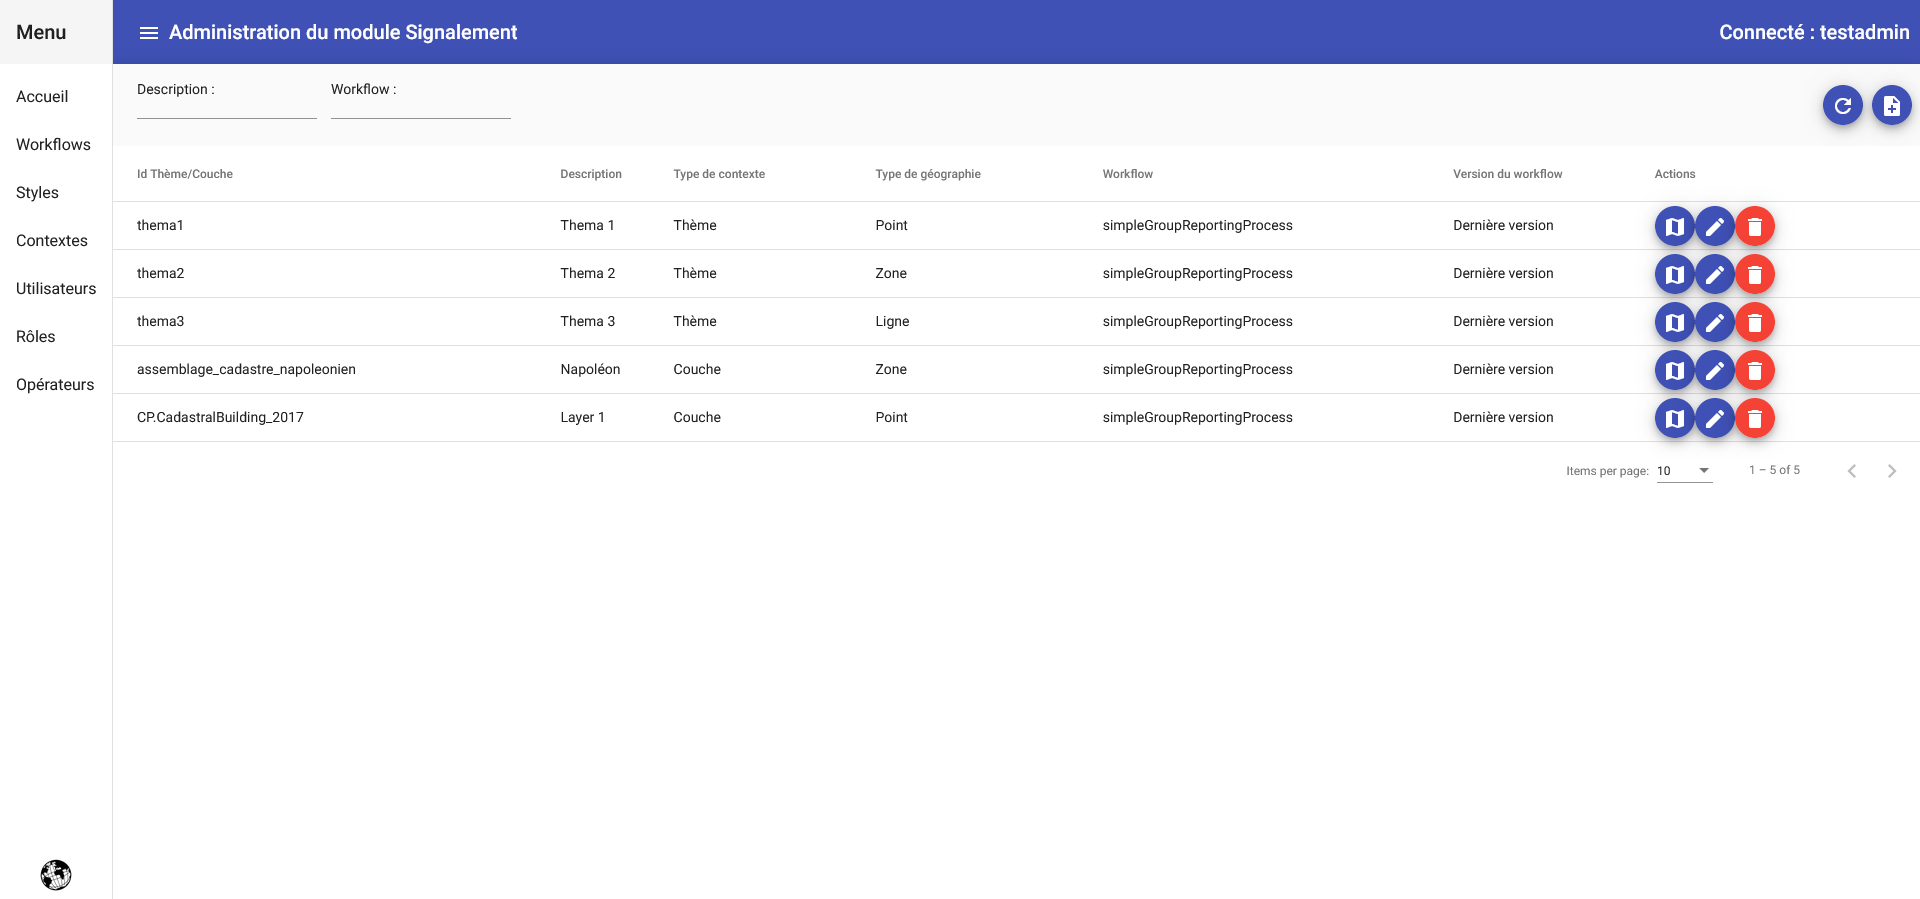 Menu
Administration du module Signalement
Connecté : testadmin
Accueil
Workflows
Styles
Contextes
Utilisateurs
Rôles
Opérateurs
Description :
Workflow :
Id Thème/Couche Description Type de contexte Type de géographie Workflow Version du workflow Actions
thema1 Thema 1 Thème Point simpleGroupReportingProcess Dernière version
thema2 Thema 2 Thème Zone simpleGroupReportingProcess Dernière version
thema3 Thema 3 Thème Ligne simpleGroupReportingProcess Dernière version
assemblage_cadastre_napoleonien Napoléon Couche Zone simpleGroupReportingProcess Dernière version
CP.CadastralBuilding_2017 Layer 1 Couche Point simpleGroupReportingProcess Dernière version
Items per page: 10 1 – 5 of 5